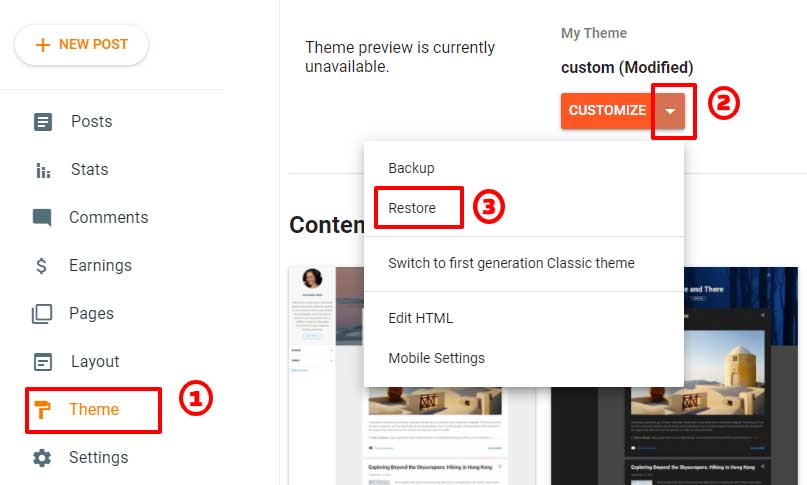 NEW POST
Posts
Stats
Comments
Earnings
Pages
Layout
Theme
1
Settings
Theme preview is currently
unavailable.
My Theme
custom (Modified)
CUSTOMIZE
2
Backup
Restore
3
Switch to first generation Classic theme
Edit HTML
Mobile Settings
Conten
e and There
Exploring Beyond the Skyscrapers: Hiking in Hong Kong
Exploring Beyond the Skyscrapers: Hiking in Hong Kong